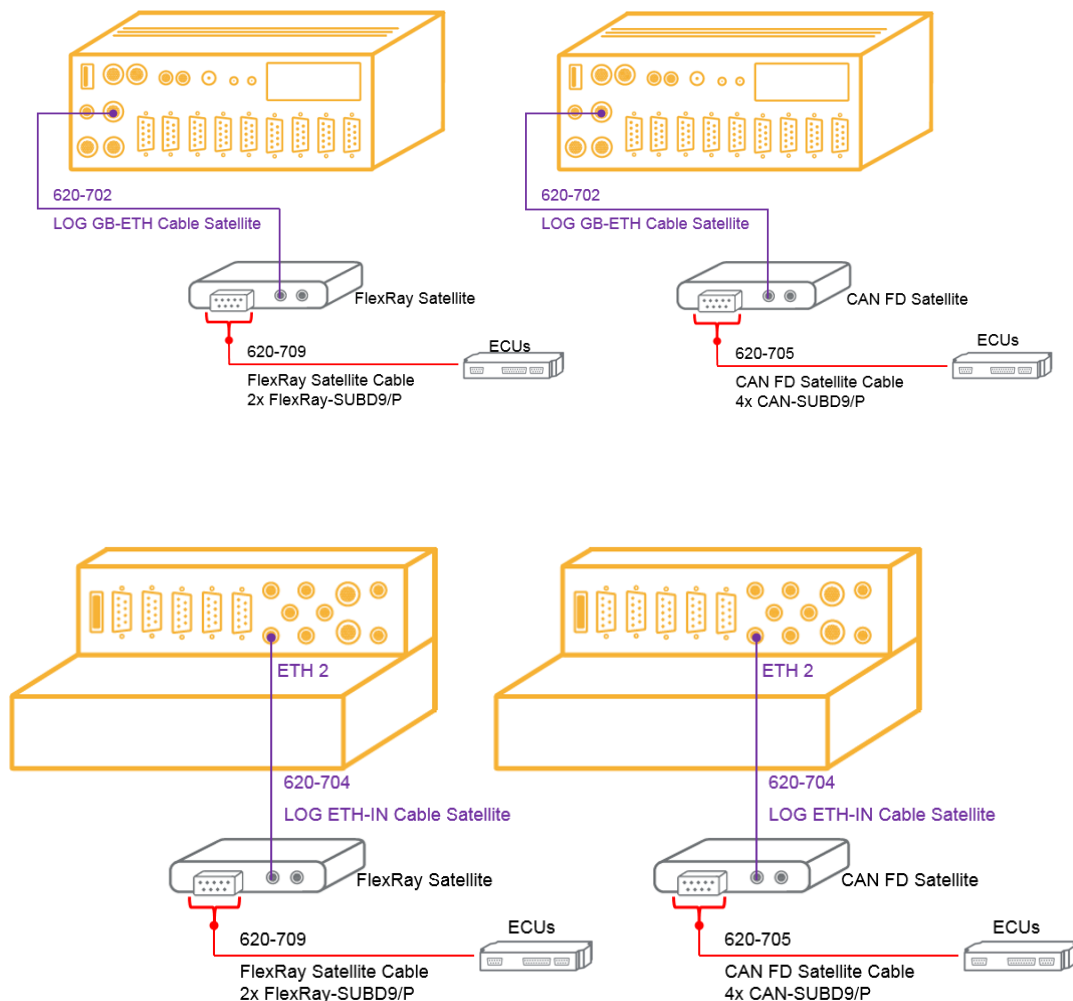 620-702
LOG GB-ETH Cable Satellite
FlexRay Satellite
620-709
FlexRay Satellite Cable
2x FlexRay-SUBD9/P
ECUs
620-702
LOG GB-ETH Cable Satellite
CAN FD Satellite
620-705
CAN FD Satellite Cable
4x CAN-SUBD9/P
ECUs
ETH 2
620-704
LOG ETH-IN Cable Satellite
FlexRay Satellite
620-709
FlexRay Satellite Cable
2x FlexRay-SUBD9/P
ECUs
ETH 2
620-704
LOG ETH-IN Cable Satellite
CAN FD Satellite
620-705
CAN FD Satellite Cable
4x CAN-SUBD9/P
ECUs